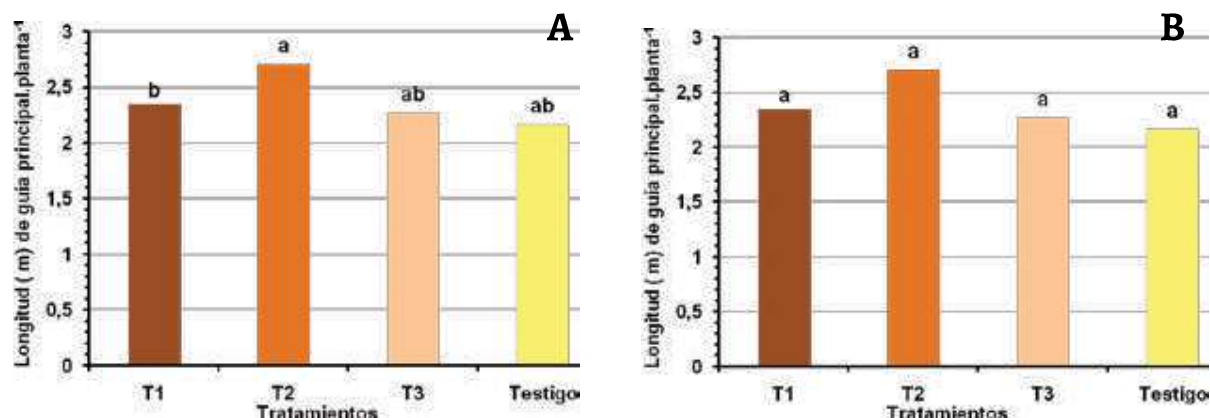 A
Longitud ( m) de guía principal.planta-1
3
2,5
2
1,5
1
0,5
0
b
a
ab
ab
T1
T2
T3
Testigo
Tratamientos
B
Longitud ( m) de guía principal.planta-1
3
2,5
2
1,5
1
0,5
0
a
a
a
a
T1
T2
T3
Testigo
Tratamientos